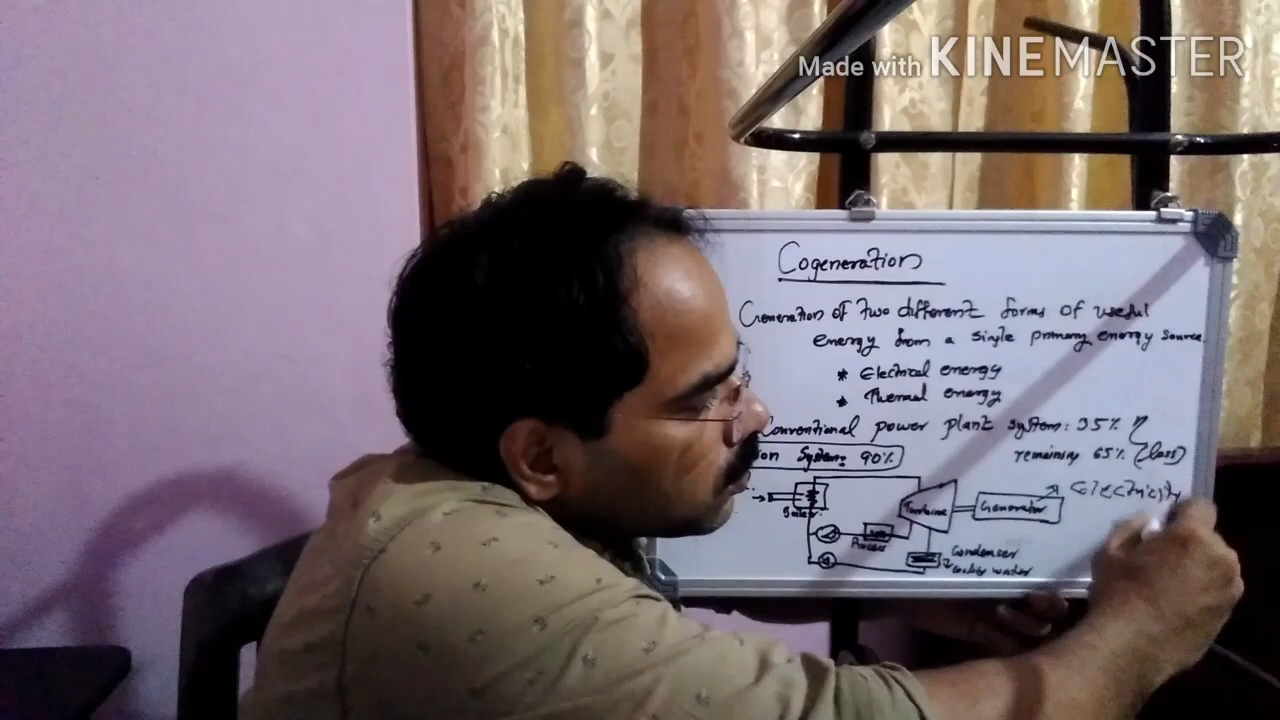 Made with KINEMASTER
Cogeneration
Generation of two different forms of useful
energy from a single primary energy source.
* Electrical energy
* Thermal energy
Conventional power plant system: 35% η
remaining 65% (loss)
ion System: 90%
Electricity
Boiler
Turbine
Generator
Process
Condenser
cooling water